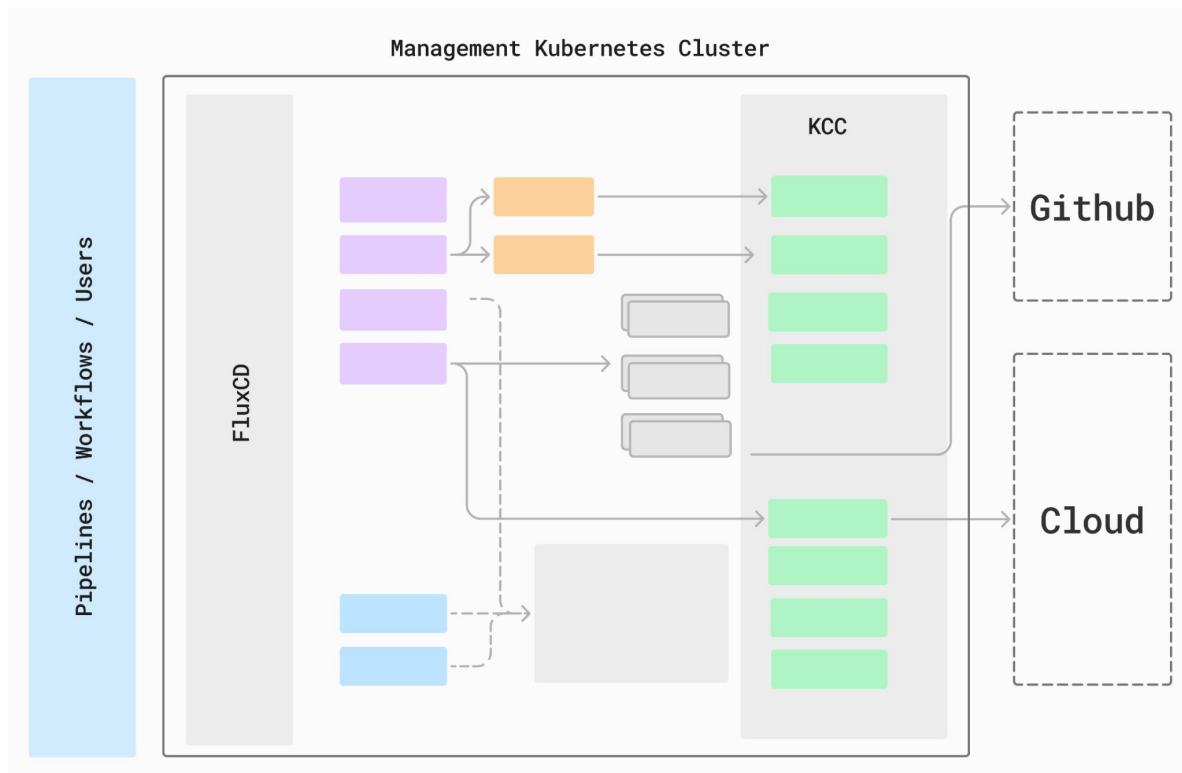 Management Kubernetes Cluster
Pipelines / Workflows / Users
FluxCD
KCC
Github
Cloud